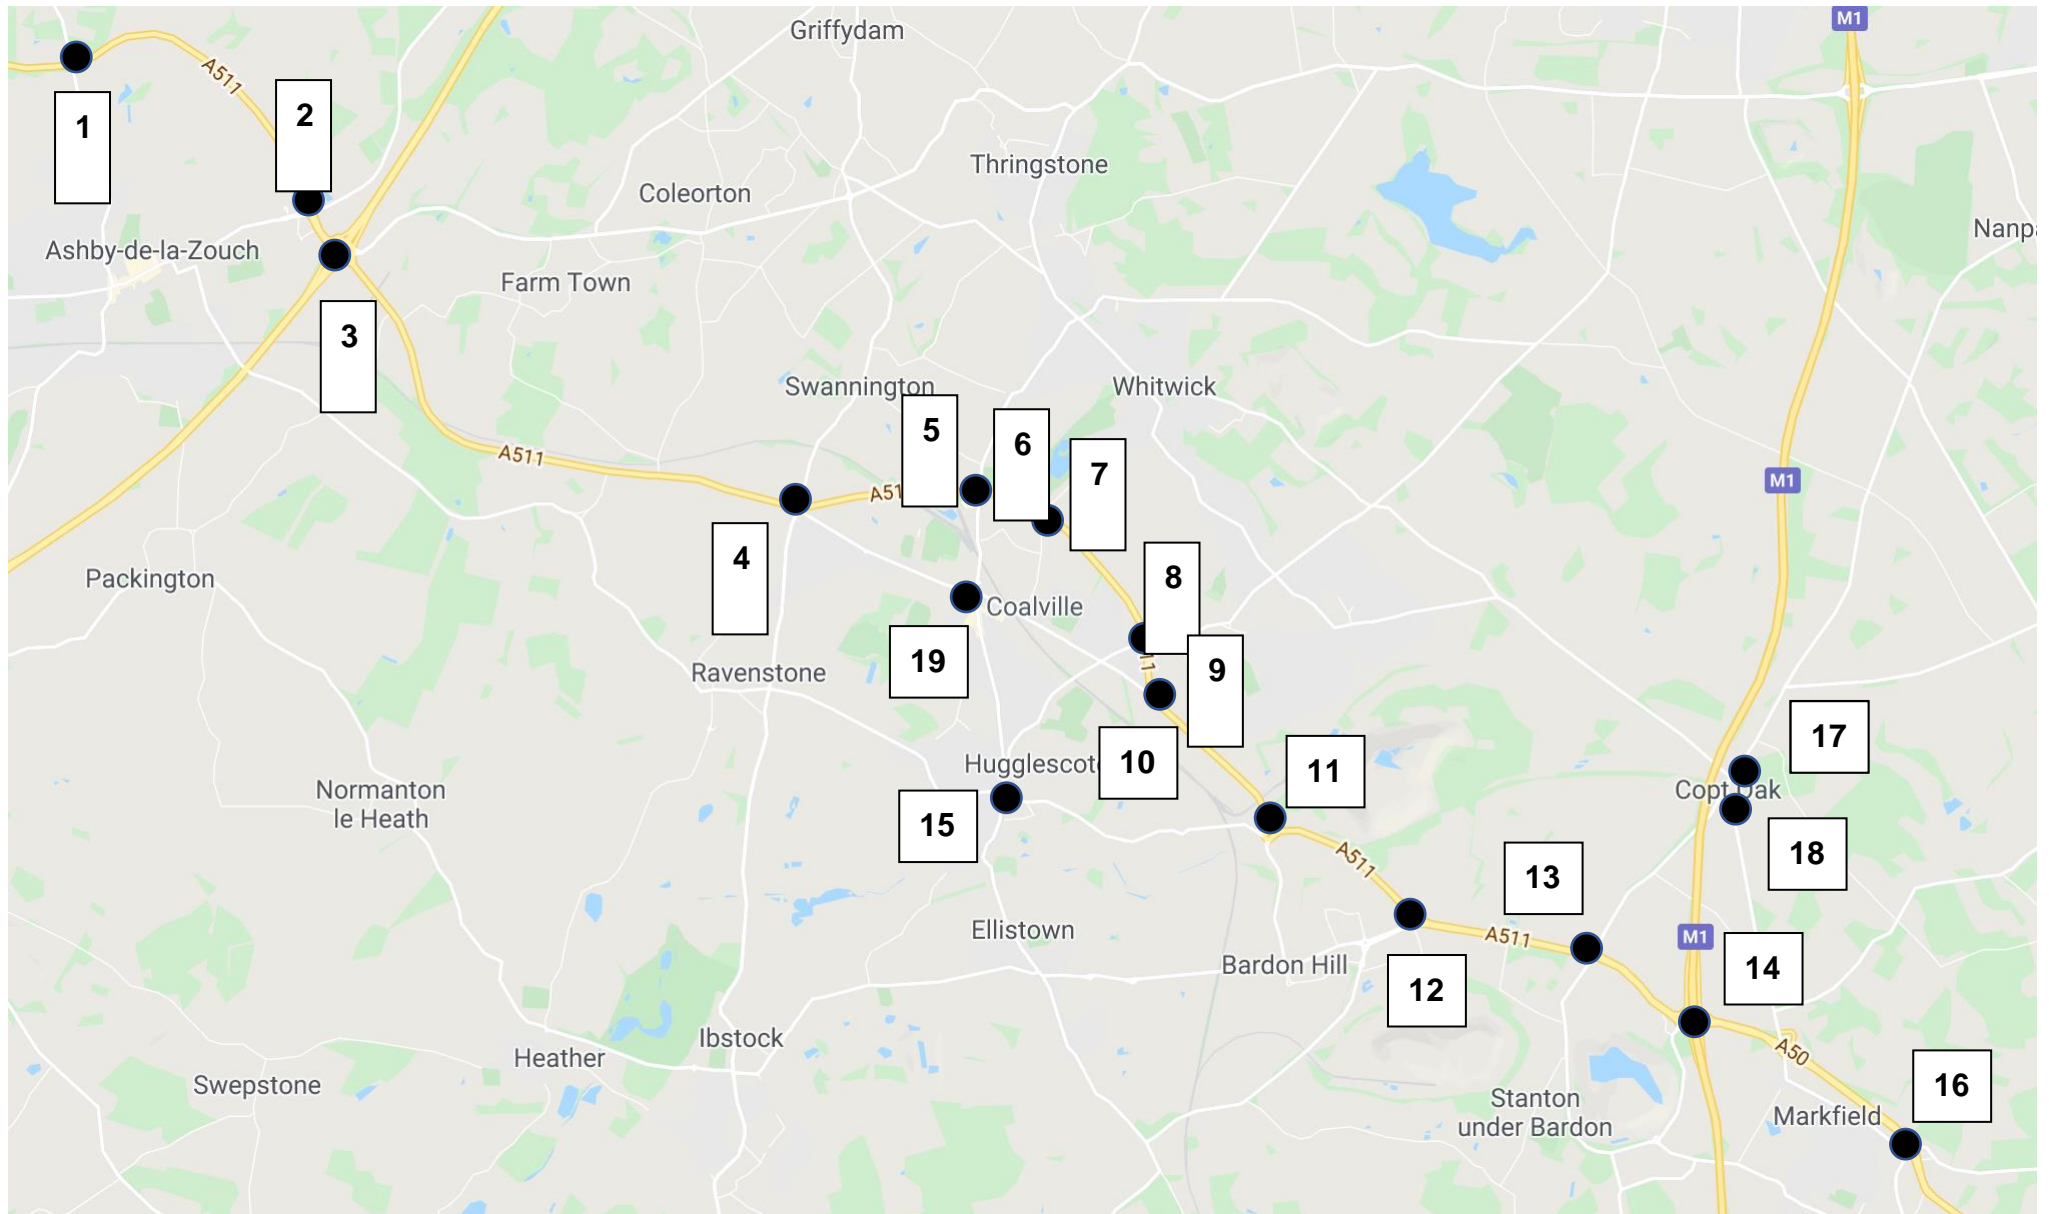 M1
Griffydam
A511
2
1
Thringstone
Coleorton
Nanpa
Ashby-de-la-Zouch
Farm Town
3
Swannington
Whitwick
5
6
7
A511
A51
M1
4
8
Packington
Coalville
19
11
9
Ravenstone
17
10
11
Hugglescot
Copt Oak
Normanton
le Heath
15
18
A511
13
Ellistown
A511
M1
Bardon Hill
14
12
Ibstock
Heather
A50
Swepstone
16
Stanton
under Bardon
Markfield